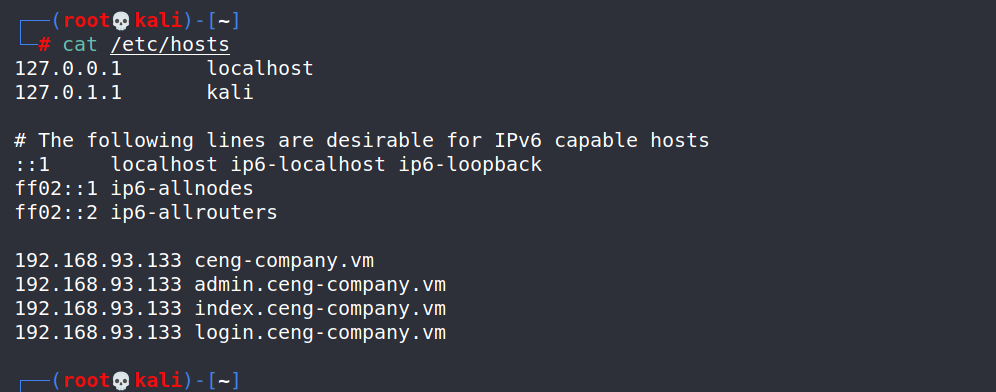 ┌──(root💀kali)-[~]
└─# cat /etc/hosts
127.0.0.1       localhost
127.0.1.1       kali

# The following lines are desirable for IPv6 capable hosts
::1     localhost ip6-localhost ip6-loopback
ff02::1 ip6-allnodes
ff02::2 ip6-allrouters

192.168.93.133 ceng-company.vm
192.168.93.133 admin.ceng-company.vm
192.168.93.133 index.ceng-company.vm
192.168.93.133 login.ceng-company.vm

┌──(root💀kali)-[~]